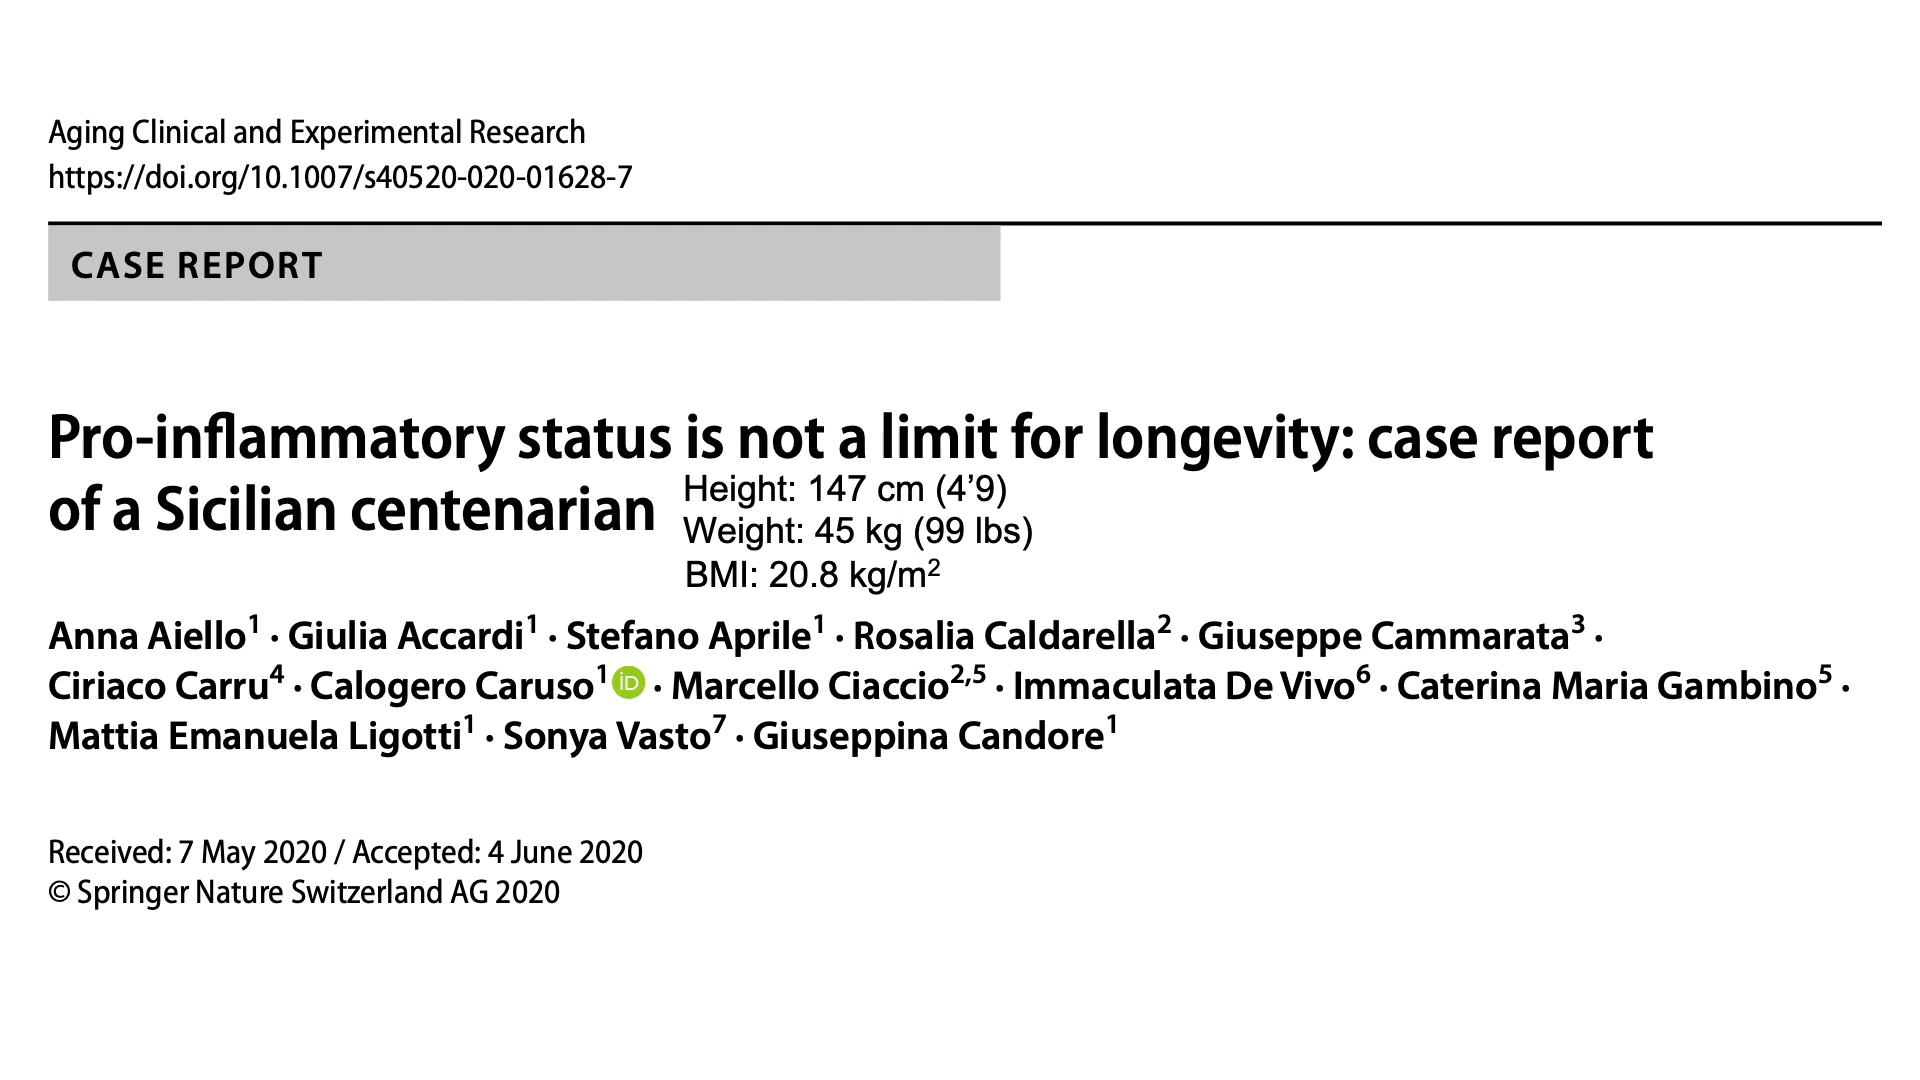 Aging Clinical and Experimental Research
https://doi.org/10.1007/s40520-020-01628-7
CASE REPORT
Pro-inflammatory status is not a limit for longevity: case report
of a Sicilian centenarian
Height: 147 cm (4’9)
Weight: 45 kg (99 lbs)
BMI: 20.8 kg/m²
Anna Aiello¹ · Giulia Accardi¹ · Stefano Aprile¹ · Rosalia Caldarella² · Giuseppe Cammarata³ ·
Ciriaco Carru⁴ · Calogero Caruso¹ iD · Marcello Ciaccio²,⁵ · Immaculata De Vivo⁶ · Caterina Maria Gambino⁵ ·
Mattia Emanuela Ligotti¹ · Sonya Vasto⁷ · Giuseppina Candore¹
Received: 7 May 2020 / Accepted: 4 June 2020
© Springer Nature Switzerland AG 2020